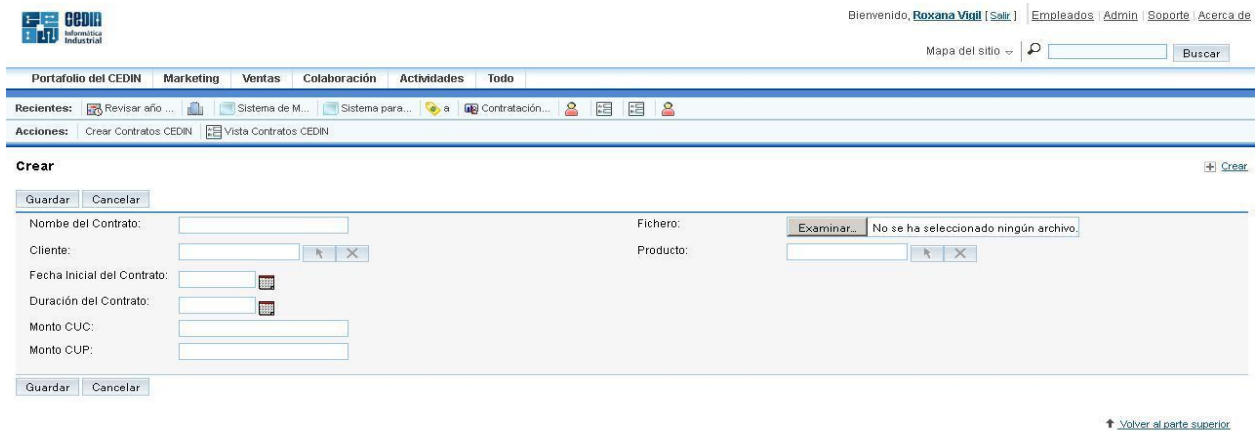 CEDIN
Informática
Industrial
Bienvenido, Roxana Vigil [ Salir ] Empleados Admin Soporte Acerca de
Mapa del sitio Buscar
Portafolio del CEDIN Marketing Ventas Colaboración Actividades Todo
Recientes: Revisar año ... Sistema de M... Sistema para... a Contratación...
Acciones: Crear Contratos CEDIN Vista Contratos CEDIN
Crear
Crear
Guardar Cancelar
Nombre del Contrato: Fichero: Examinar... No se ha seleccionado ningún archivo.
Cliente: Producto:
Fecha Inicial del Contrato:
Duración del Contrato:
Monto CUC:
Monto CUP:
Guardar Cancelar
Volver al parte superior